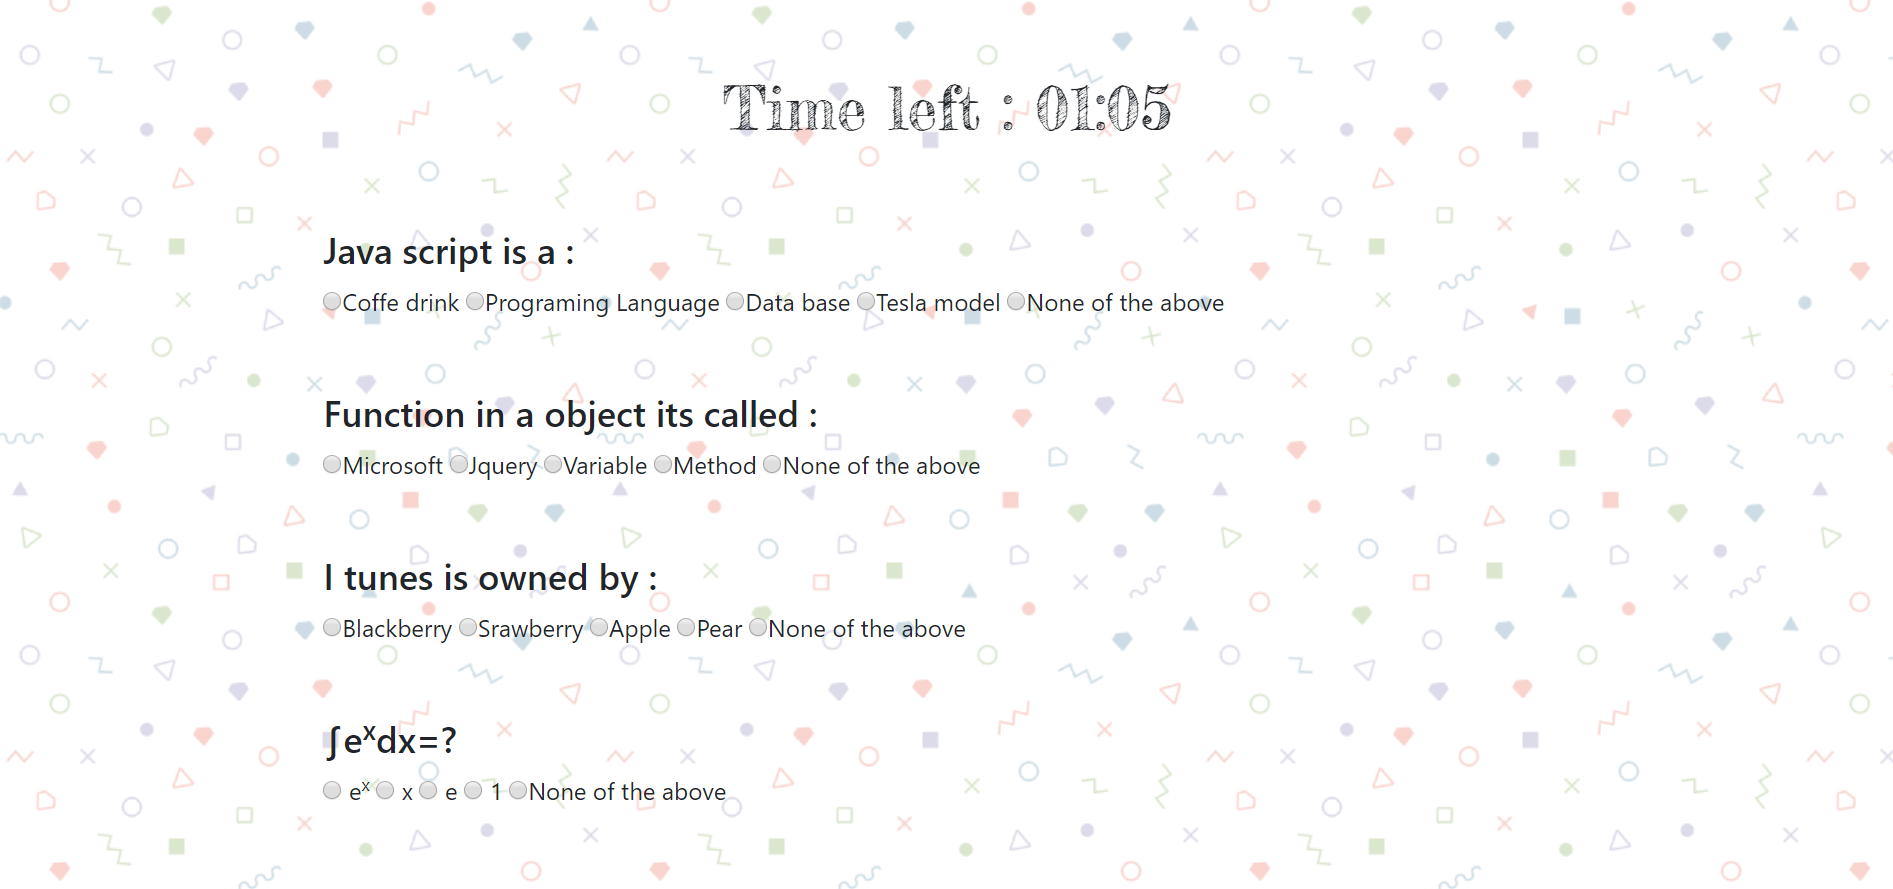 Time left : 01:05
Java script is a :
Coffe drink Programing Language Data base Tesla model None of the above
Function in a object its called :
Microsoft Jquery Variable Method None of the above
I tunes is owned by :
Blackberry Srawberry Apple Pear None of the above
∫eˣdx=?
eˣ x e 1 None of the above